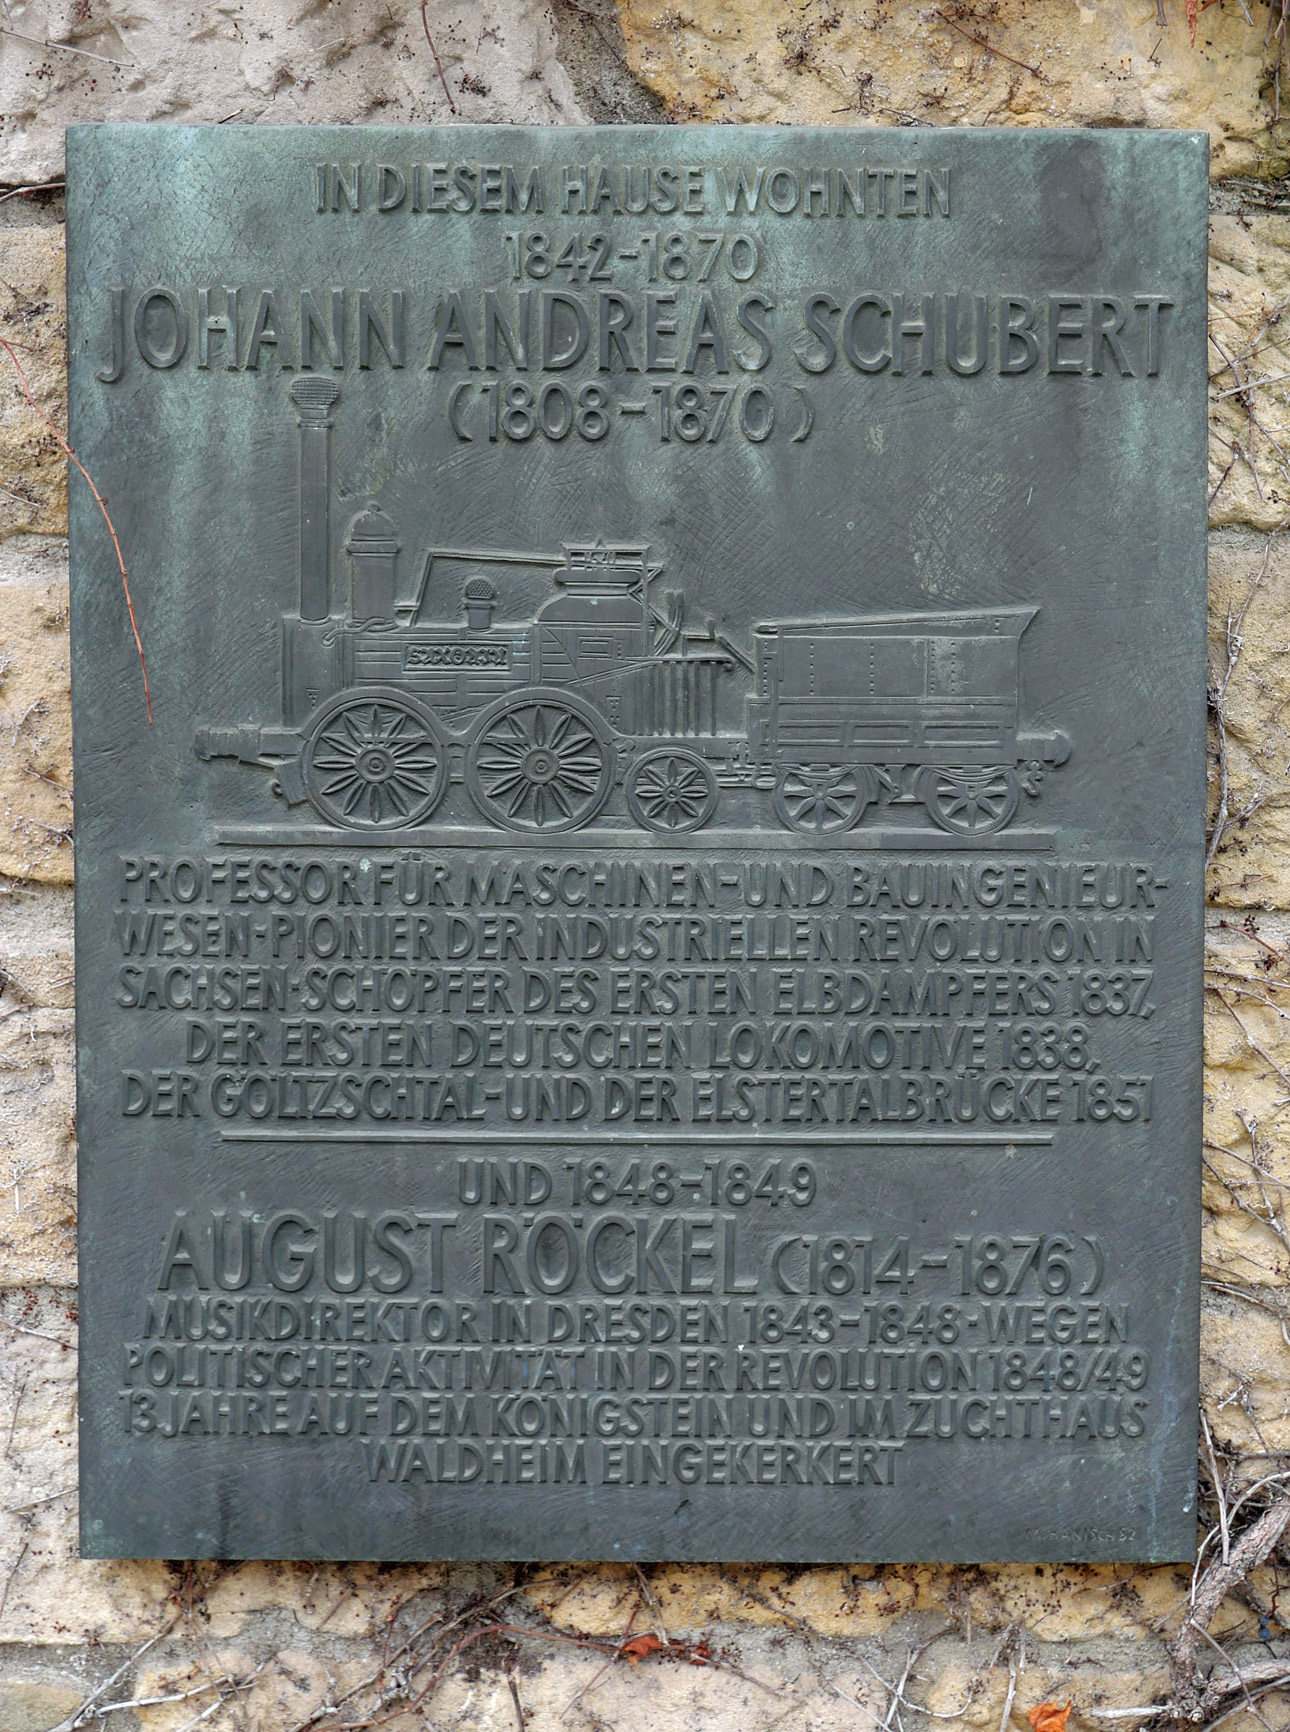 IN DIESEM HAUSE WOHNTEN
1842-1870
JOHANN ANDREAS SCHUBERT
(1808-1870)
PROFESSOR FÜR MASCHINEN-UND BAUINGENIEUR-
WESEN·PIONIER DER INDUSTRIELLEN REVOLUTION IN
SACHSEN·SCHÖPFER DES ERSTEN ELBDAMPFERS 1837,
DER ERSTEN DEUTSCHEN LOKOMOTIVE 1838,
DER GÖLTZSCHTAL-UND DER ELSTERTALBRÜCKE 1851
UND 1848-1849
AUGUST RÖCKEL (1814-1876)
MUSIKDIREKTOR IN DRESDEN 1843-1848·WEGEN
POLITISCHER AKTIVITÄT IN DER REVOLUTION 1848/49
13 JAHRE AUF DEM KÖNIGSTEIN UND IM ZUCHTHAUS
WALDHEIM EINGEKERKERT